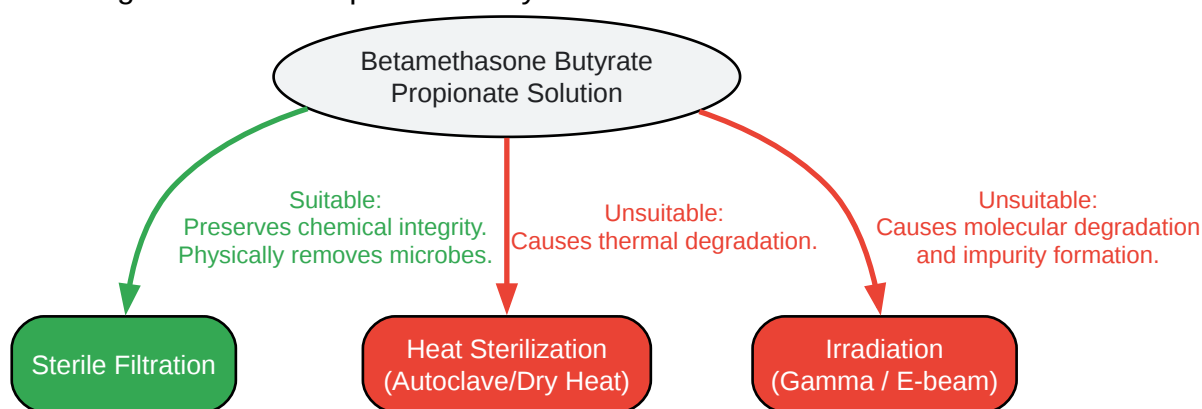 Betamethasone Butyrate
Propionate Solution
Suitable:
Preserves chemical integrity.
Physically removes microbes.
Unsuitable:
Causes thermal degradation.
Unsuitable:
Causes molecular degradation
and impurity formation.
Sterile Filtration
Heat Sterilization
(Autoclave/Dry Heat)
Irradiation
(Gamma / E-beam)